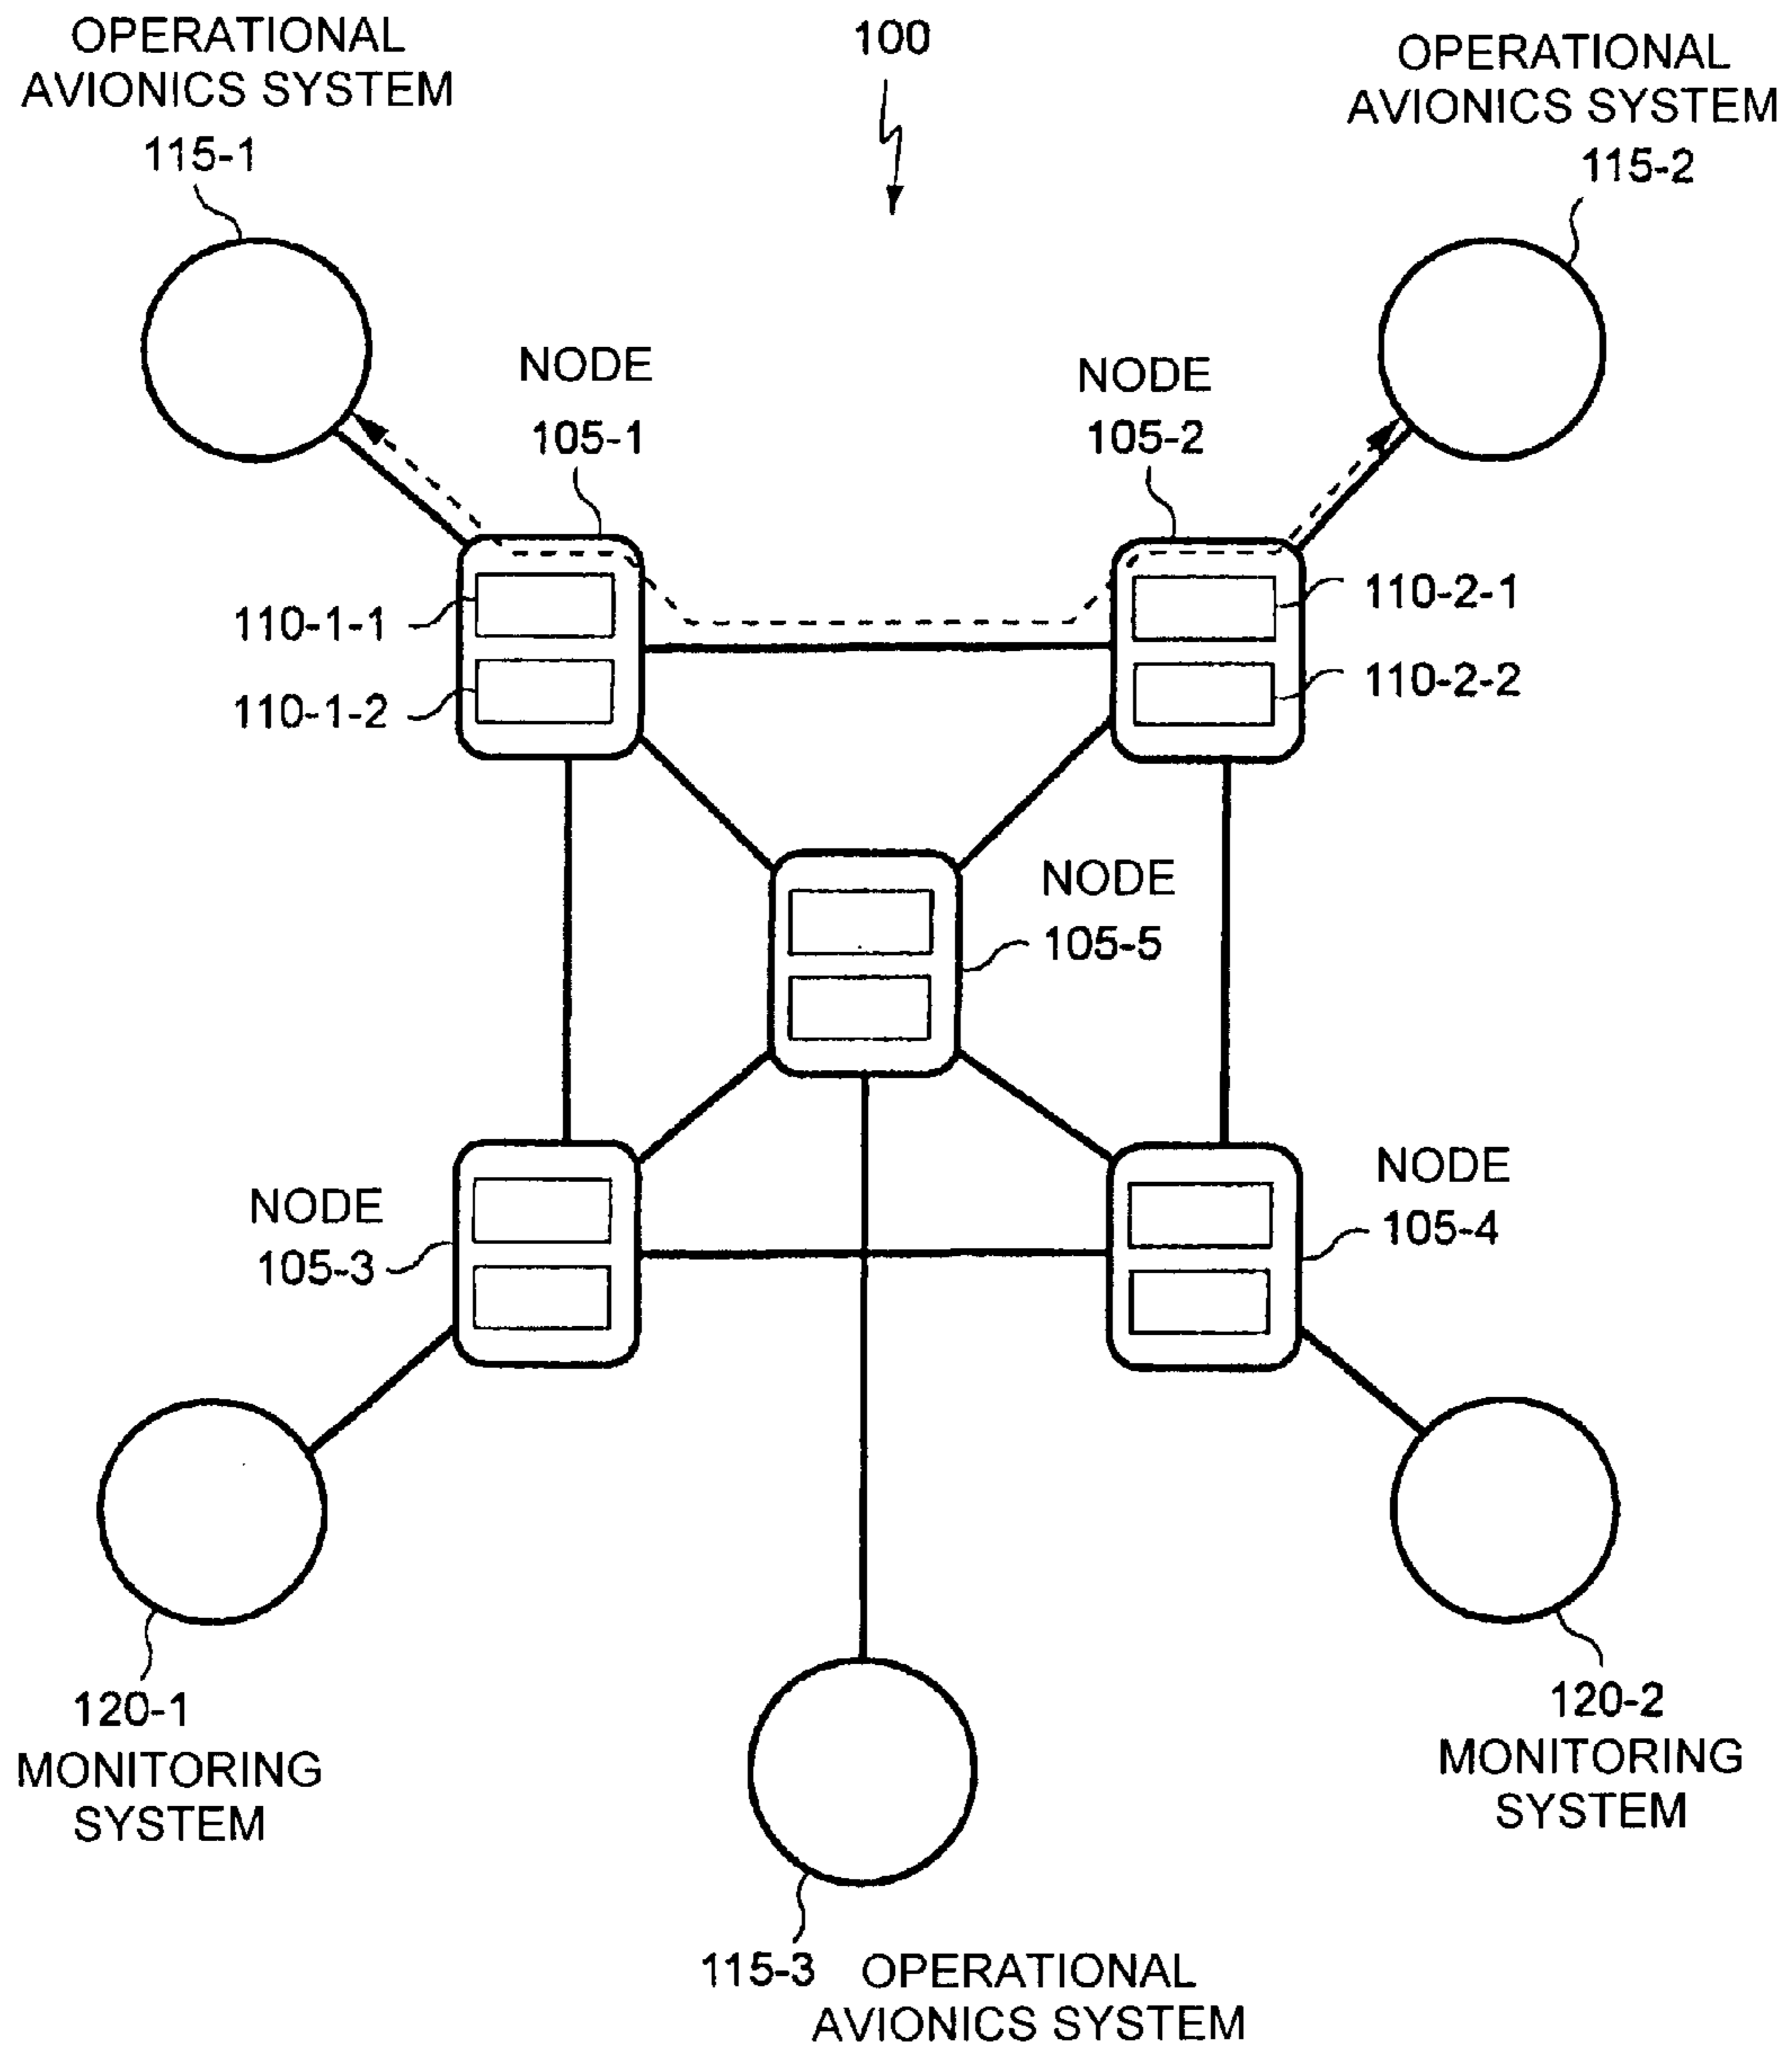 OPERATIONAL
AVIONICS SYSTEM
115-1
100
OPERATIONAL
AVIONICS SYSTEM
115-2
NODE
105-1
NODE
105-2
110-1-1
110-1-2
110-2-1
110-2-2
NODE
105-5
NODE
105-3
NODE
105-4
120-1
MONITORING
SYSTEM
120-2
MONITORING
SYSTEM
115-3
OPERATIONAL
AVIONICS SYSTEM